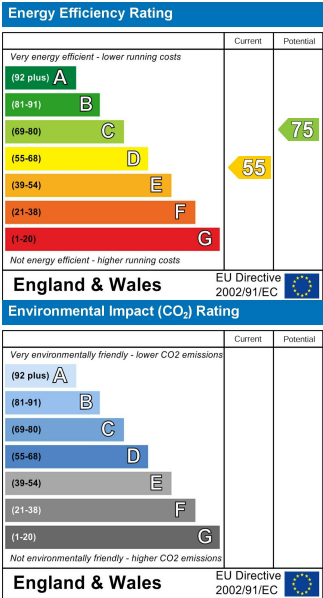 Energy Efficiency Rating
Current Potential
Very energy efficient - lower running costs
(92 plus) A
(81-91) B
(69-80) C
(55-68) D
(39-54) E
(21-38) F
(1-20) G
75
55
Not energy efficient - higher running costs
England & Wales
EU Directive
2002/91/EC
Environmental Impact (CO₂) Rating
Current Potential
Very environmentally friendly - lower CO2 emissions
(92 plus) A
(81-91) B
(69-80) C
(55-68) D
(39-54) E
(21-38) F
(1-20) G
Not environmentally friendly - higher CO2 emissions
England & Wales
EU Directive
2002/91/EC